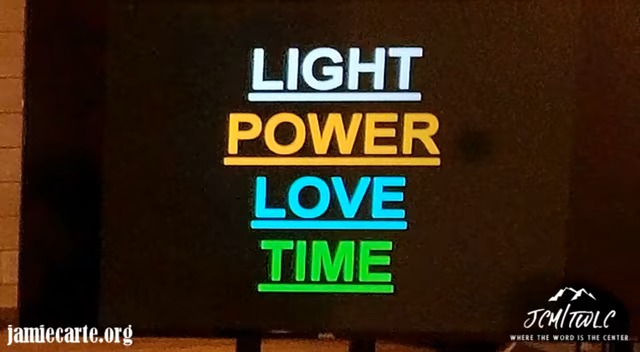 LIGHT
POWER
LOVE
TIME
jamiecarte.org
JCM/TWLC
WHERE THE WORD IS THE CENTER